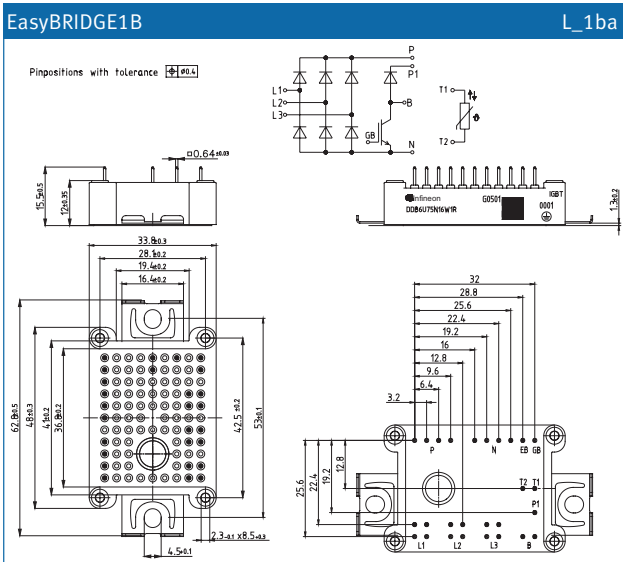 EasyBRIDGE1B L_1ba
Pinpositions with tolerance ⌖ ø0.4
P
P1
L1
L2
L3
B
GB
N
T1
T2
ϑ
□0.64±0.03
15.5±0.5
12±0.35
infineon
DDB6U75N16W1R
G0501
IGBT
0001
1.3±0.2
33.8±0.3
28.1±0.2
19.4±0.2
16.4±0.2
62.8±0.5
48±0.3
41±0.2
36.8±0.2
42.5±0.2
53±0.1
2.3-0.1 x8.5+0.3
4.5±0.1
32
28.8
25.6
22.4
19.2
16
12.8
9.6
6.4
3.2
P N EB GB
T2 T1
P1
25.6
22.4
19.2
12.8
L1 L2 L3 B